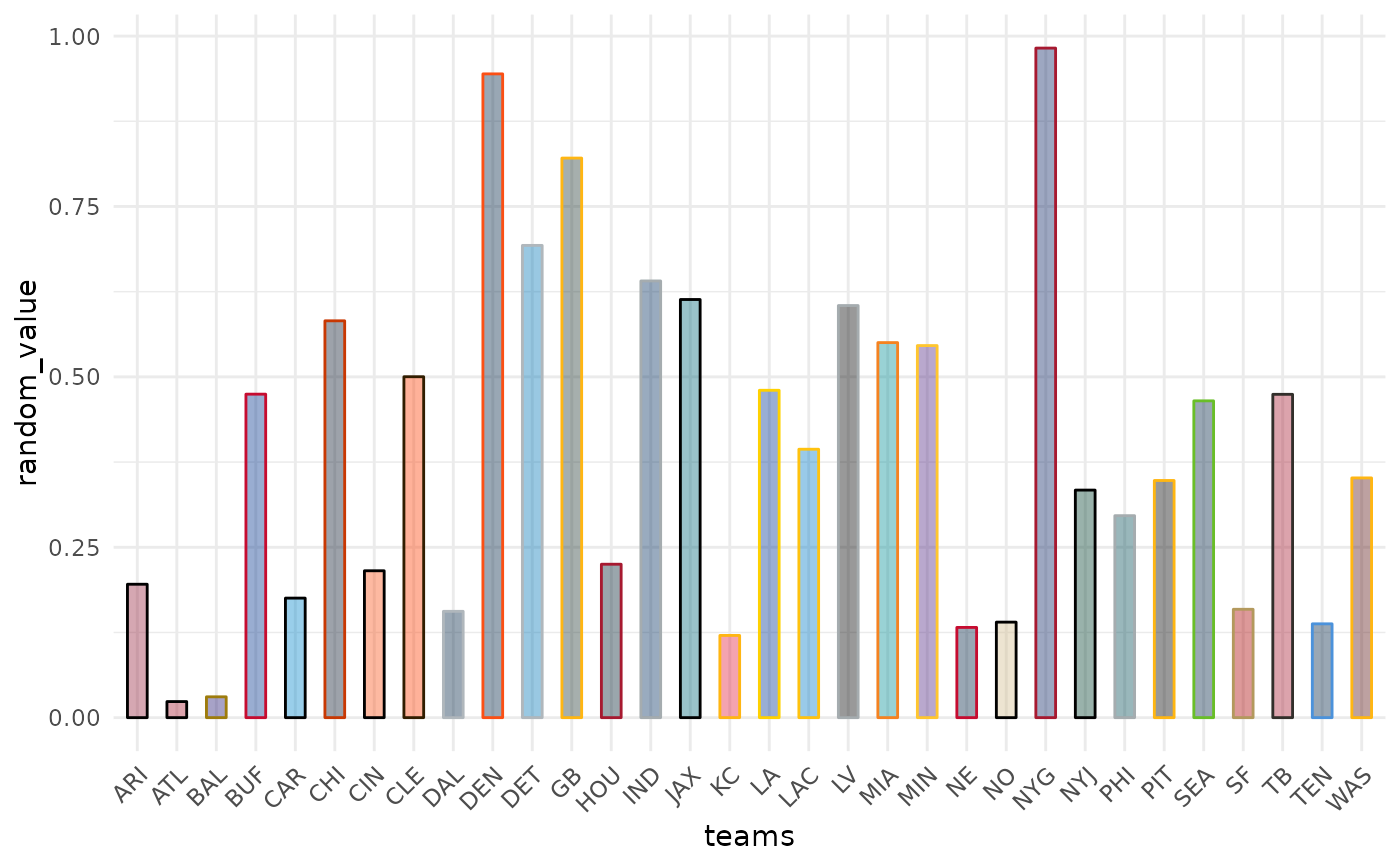 1.00
0.75
0.50
0.25
0.00
random_value
ARI
ATL
BAL
BUF
CAR
CHI
CIN
CLE
DAL
DEN
DET
GB
HOU
IND
JAX
KC
LA
LAC
LV
MIA
MIN
NE
NO
NYG
NYJ
PHI
PIT
SEA
SF
TB
TEN
WAS
teams